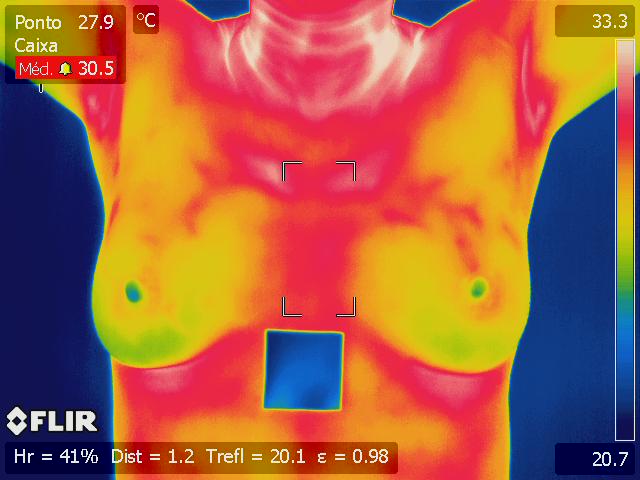 Ponto 27.9 °C
Caixa
Méd. 30.5
33.3
FLIR
Hr = 41% Dist = 1.2 Trefl = 20.1 ε = 0.98
20.7